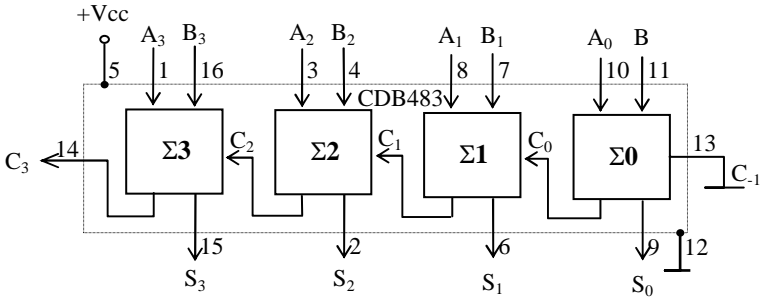 +Vcc
A₃ B₃ A₂ B₂ A₁ B₁ A₀ B
5 1 16 3 4 8 7 10 11
CDB483
C₃ 14 Σ3 C₂ Σ2 C₁ Σ1 C₀ Σ0 13 C₋₁
15 2 6 9 12
S₃ S₂ S₁ S₀